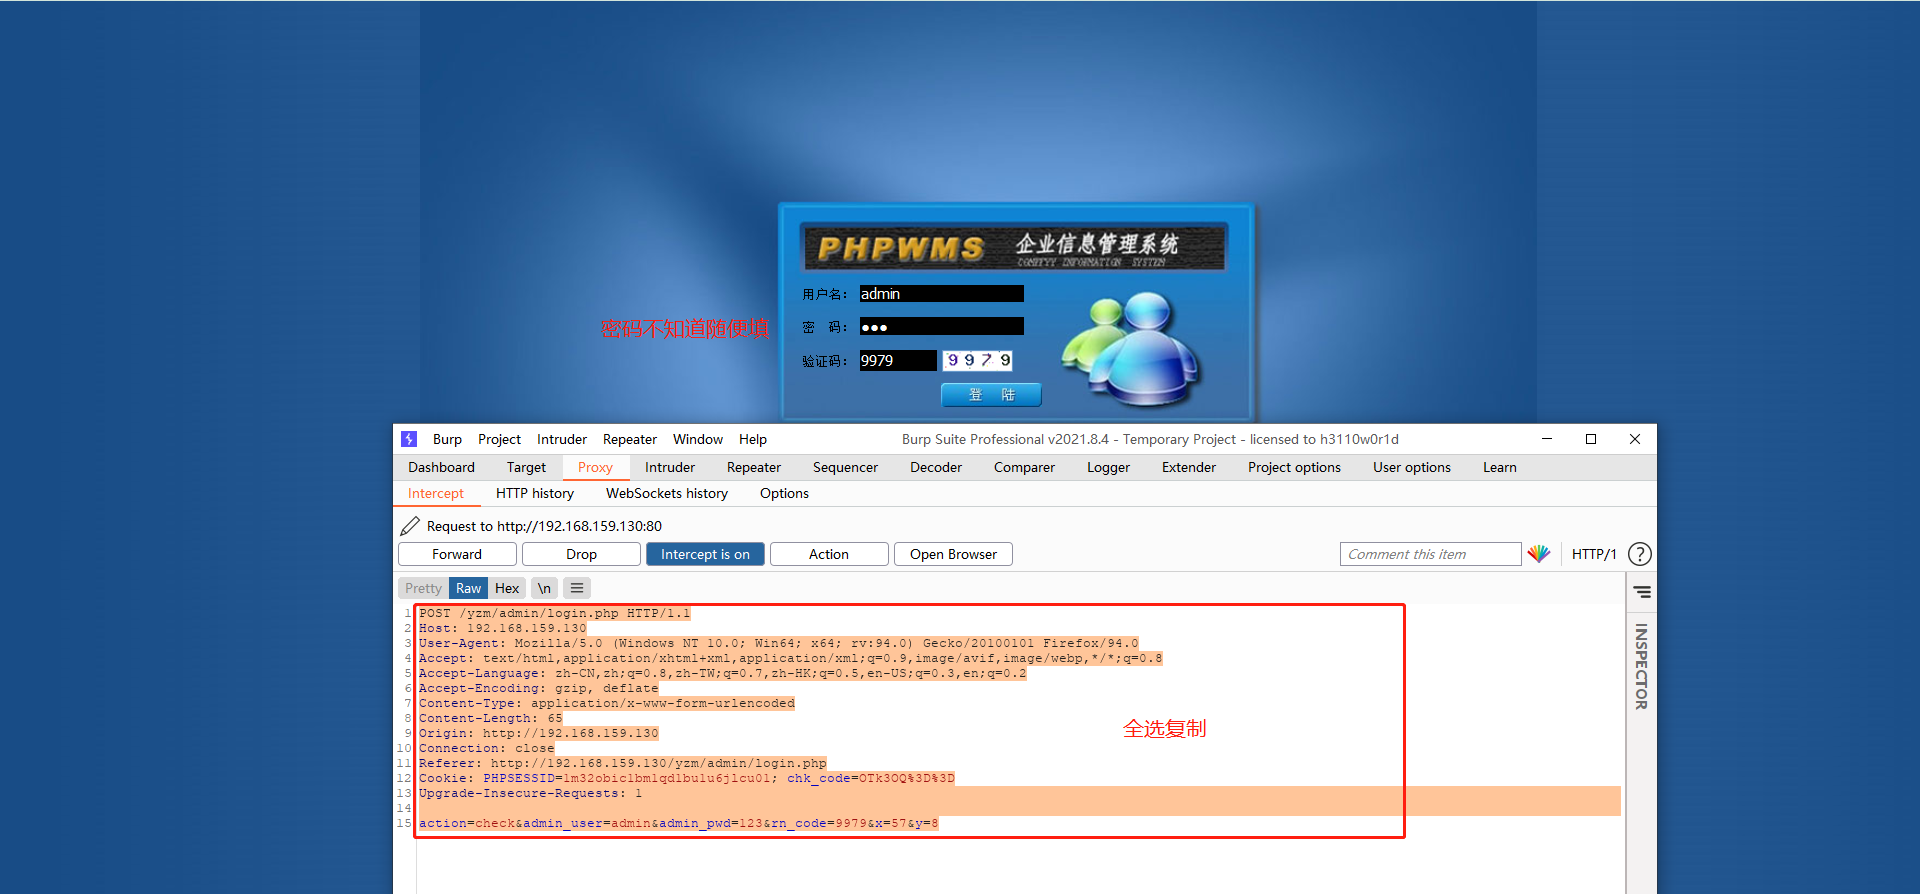 PHPWMS 企业信息管理系统
INFORMATION SYSTEM
用户名： admin
密码不知道随便填
密 码： ●●●
验证码： 9979 9979
登 陆
Burp Project Intruder Repeater Window Help Burp Suite Professional v2021.8.4 - Temporary Project - licensed to h3110w0r1d
Dashboard Target Proxy Intruder Repeater Sequencer Decoder Comparer Logger Extender Project options User options Learn
Intercept HTTP history WebSockets history Options
Request to http://192.168.159.130:80
Forward Drop Intercept is on Action Open Browser Comment this item HTTP/1 ?
Pretty Raw Hex \n
1 POST /yzm/admin/login.php HTTP/1.1
2 Host: 192.168.159.130
3 User-Agent: Mozilla/5.0 (Windows NT 10.0; Win64; x64; rv:94.0) Gecko/20100101 Firefox/94.0
4 Accept: text/html,application/xhtml+xml,application/xml;q=0.9,image/avif,image/webp,*/*;q=0.8
5 Accept-Language: zh-CN,zh;q=0.8,zh-TW;q=0.7,zh-HK;q=0.5,en-US;q=0.3,en;q=0.2
6 Accept-Encoding: gzip, deflate
7 Content-Type: application/x-www-form-urlencoded
8 Content-Length: 65
9 Origin: http://192.168.159.130
10 Connection: close
11 Referer: http://192.168.159.130/yzm/admin/login.php
12 Cookie: PHPSESSID=1m32obic1bm1qd1bu1u6j1cu01; chk_code=OTk3OQ%3D%3D
13 Upgrade-Insecure-Requests: 1
14
15 action=check&admin_user=admin&admin_pwd=123&rn_code=9979&x=57&y=8
全选复制
INSPECTOR